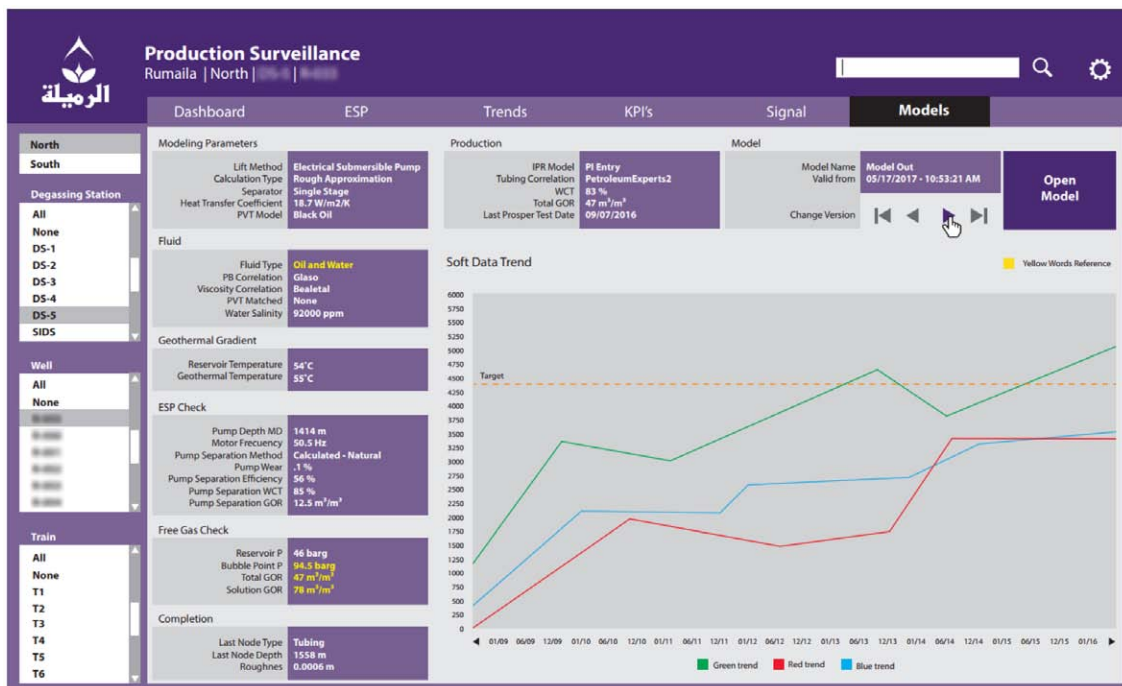 الرميلة
Production Surveillance
Rumaila | North |
Dashboard ESP Trends KPI's Signal Models
North
South
Degassing Station
All
None
DS-1
DS-2
DS-3
DS-4
DS-5
SIDS
Well
All
None
Train
All
None
T1
T2
T3
T4
T5
T6
Modeling Parameters
Lift Method Electrical Submersible Pump
Calculation Type Rough Approximation
Separator Single Stage
Heat Transfer Coefficient 18.7 W/m2/K
PVT Model Black Oil
Fluid
Fluid Type Oil and Water
PB Correlation Glaso
Viscosity Correlation Bealetal
PVT Matched None
Water Salinity 92000 ppm
Geothermal Gradient
Reservoir Temperature 54°C
Geothermal Temperature 55°C
ESP Check
Pump Depth MD 1414 m
Motor Frecuency 50.5 Hz
Pump Separation Method Calculated - Natural
Pump Wear .1 %
Pump Separation Efficiency 56 %
Pump Separation WCT 85 %
Pump Separation GOR 12.5 m³/m³
Free Gas Check
Reservoir P 46 barg
Bubble Point P 94.5 barg
Total GOR 47 m³/m³
Solution GOR 78 m³/m³
Completion
Last Node Type Tubing
Last Node Depth 1558 m
Roughnes 0.0006 m
Production
IPR Model PI Entry
Tubing Correlation PetroleumExperts2
WCT 83 %
Total GOR 47 m³/m³
Last Prosper Test Date 09/07/2016
Model
Model Name Model Out
Valid from 05/17/2017 - 10:53:21 AM
Change Version
Open
Model
Soft Data Trend
Yellow Words Reference
6000
5750
5500
5250
5000
4750
4500
4250
4000
3750
3500
3250
3000
2750
2500
2250
2000
1750
1500
1250
1000
750
500
250
0
Target
01/09 06/09 12/09 01/10 06/10 12/10 01/11 06/11 12/11 01/12 06/12 12/12 01/13 06/13 12/13 01/14 06/14 12/14 01/15 06/15 12/15 01/16
Green trend Red trend Blue trend